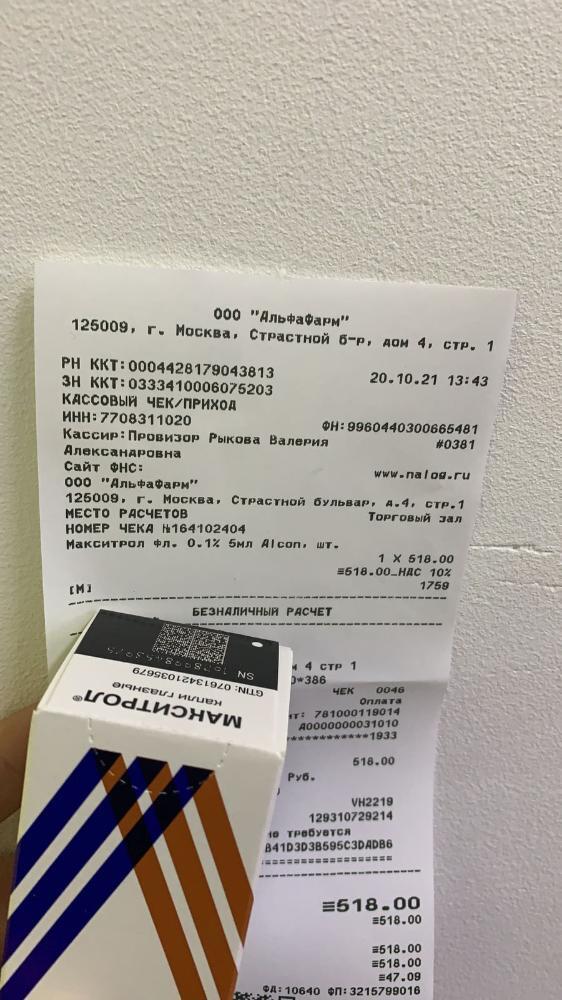 ООО "АльфаФарм"
125009, г. Москва, Страстной б-р, дом 4, стр. 1
РН ККТ:0004428179043813 20.10.21 13:43
ЗН ККТ:0333410006075203
КАССОВЫЙ ЧЕК/ПРИХОД
ИНН:7708311020 ФН:9960440300665481
Кассир:Провизор Рыкова Валерия #0381
Александровна
Сайт ФНС: www.nalog.ru
ООО "АльфаФарм"
125009, г. Москва, Страстной бульвар, д.4, стр.1
МЕСТО РАСЧЕТОВ Торговый зал
НОМЕР ЧЕКА №164102404
Макситрол фл. 0.1% 5мл Alcon, шт.
1 X 518.00
≡518.00_НДС 10%
[М] 1759
БЕЗНАЛИЧНЫЙ РАСЧЕТ
4 стр 1
0*386
ЧЕК 0046
Оплата
781000119014
A0000000031010
************1933
518.00
Руб.
VH2219
129310729214
требуется
B41D3D3B595C3DADB6
≡518.00
≡518.00
≡518.00
≡518.00
≡47.09
ФД:10640 ФП:3215799016
МАКСИТРОЛ®
капли глазные
GTIN: 07613421035679
SN